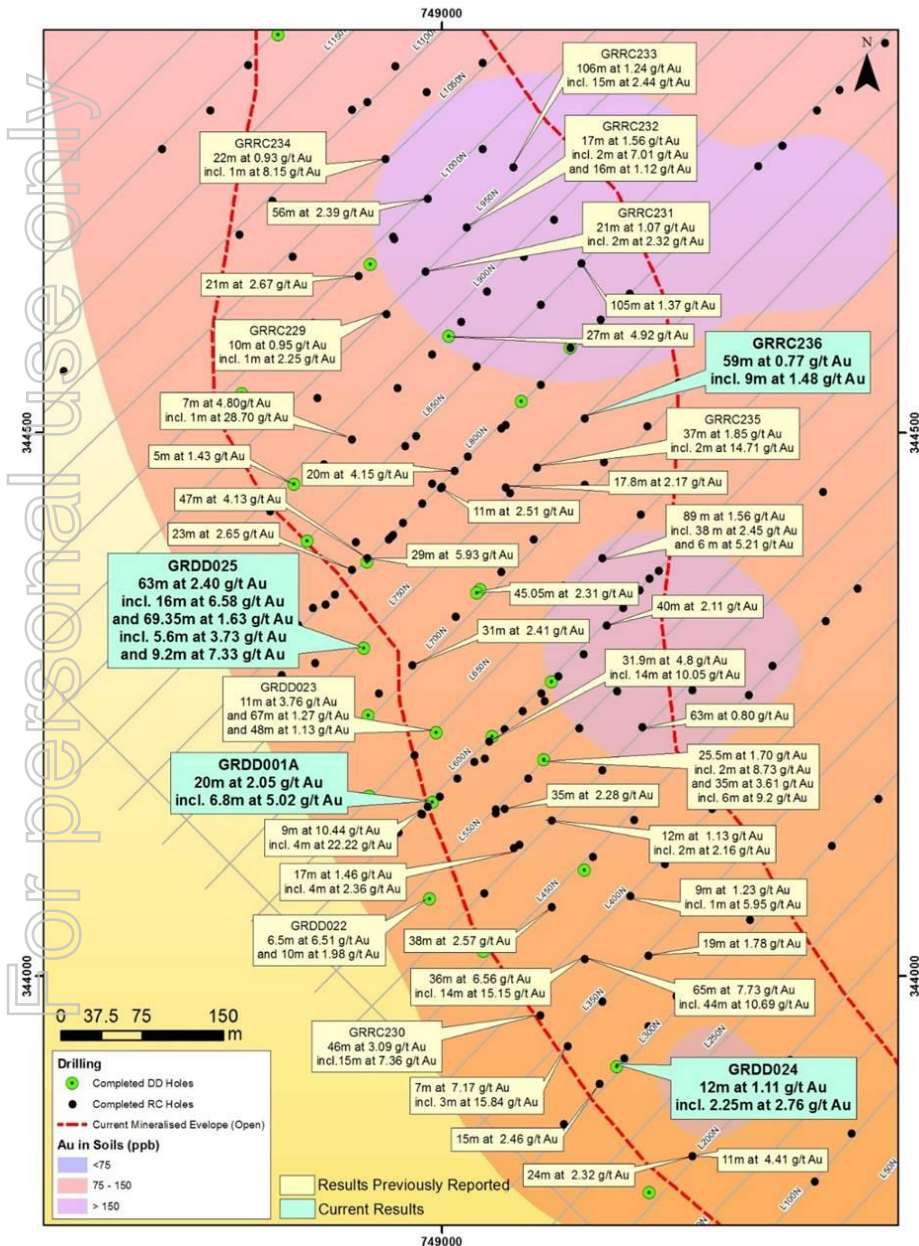 749000
For personal use only
L1150N
L1100N
L1050N
N
GRRC233
106m at 1.24 g/t Au
incl. 15m at 2.44 g/t Au
GRRC234
22m at 0.93 g/t Au
incl. 1m at 8.15 g/t Au
L1000N
GRRC232
17m at 1.56 g/t Au
incl. 2m at 7.01 g/t Au
and 16m at 1.12 g/t Au
56m at 2.39 g/t Au
L950N
GRRC231
21m at 1.07 g/t Au
incl. 2m at 2.32 g/t Au
21m at 2.67 g/t Au
L900N
105m at 1.37 g/t Au
GRRC229
10m at 0.95 g/t Au
incl. 1m at 2.25 g/t Au
27m at 4.92 g/t Au
GRRC236
59m at 0.77 g/t Au
incl. 9m at 1.48 g/t Au
7m at 4.80g/t Au
incl. 1m at 28.70 g/t Au
L850N
L800N
GRRC235
37m at 1.85 g/t Au
incl. 2m at 14.71 g/t Au
344500
344500
5m at 1.43 g/t Au
20m at 4.15 g/t Au
17.8m at 2.17 g/t Au
47m at 4.13 g/t Au
11m at 2.51 g/t Au
23m at 2.65 g/t Au
29m at 5.93 g/t Au
89 m at 1.56 g/t Au
incl. 38 m at 2.45 g/t Au
and 6 m at 5.21 g/t Au
GRDD025
63m at 2.40 g/t Au
incl. 16m at 6.58 g/t Au
and 69.35m at 1.63 g/t Au
incl. 5.6m at 3.73 g/t Au
and 9.2m at 7.33 g/t Au
L750N
45.05m at 2.31 g/t Au
40m at 2.11 g/t Au
L700N
31m at 2.41 g/t Au
L650N
31.9m at 4.8 g/t Au
incl. 14m at 10.05 g/t Au
GRDD023
11m at 3.76 g/t Au
and 67m at 1.27 g/t Au
and 48m at 1.13 g/t Au
63m at 0.80 g/t Au
L600N
GRDD001A
20m at 2.05 g/t Au
incl. 6.8m at 5.02 g/t Au
25.5m at 1.70 g/t Au
incl. 2m at 8.73 g/t Au
and 35m at 3.61 g/t Au
incl. 6m at 9.2 g/t Au
35m at 2.28 g/t Au
L550N
9m at 10.44 g/t Au
incl. 4m at 22.22 g/t Au
12m at 1.13 g/t Au
incl. 2m at 2.16 g/t Au
17m at 1.46 g/t Au
incl. 4m at 2.36 g/t Au
L450N
L400N
9m at 1.23 g/t Au
incl. 1m at 5.95 g/t Au
GRDD022
6.5m at 6.51 g/t Au
and 10m at 1.98 g/t Au
38m at 2.57 g/t Au
19m at 1.78 g/t Au
344000
344000
36m at 6.56 g/t Au
incl. 14m at 15.15 g/t Au
65m at 7.73 g/t Au
incl. 44m at 10.69 g/t Au
L350N
L300N
L250N
0 37.5 75 150
m
GRRC230
46m at 3.09 g/t Au
incl.15m at 7.36 g/t Au
7m at 7.17 g/t Au
incl. 3m at 15.84 g/t Au
GRDD024
12m at 1.11 g/t Au
incl. 2.25m at 2.76 g/t Au
15m at 2.46 g/t Au
L200N
24m at 2.32 g/t Au
11m at 4.41 g/t Au
L100N
L50N
Drilling
Completed DD Holes
Completed RC Holes
Current Mineralised Evelope (Open)
Au in Soils (ppb)
<75
75 - 150
> 150
Results Previously Reported
Current Results
749000